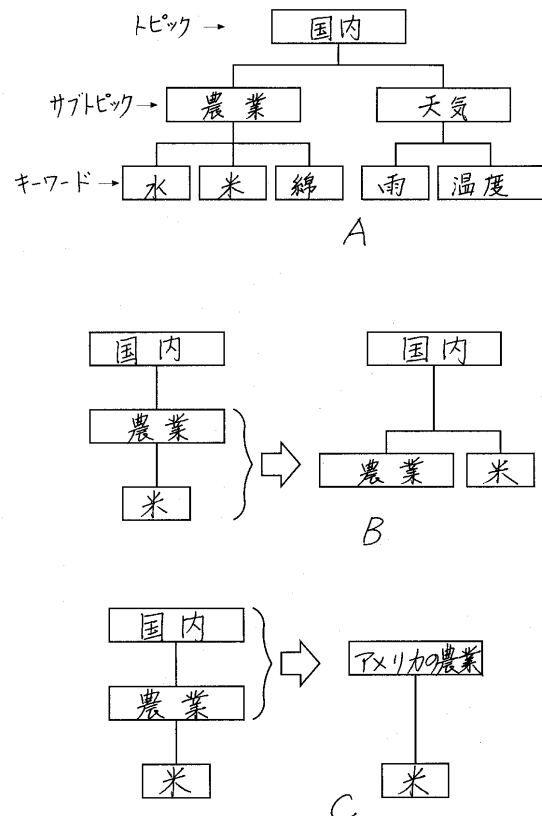 トピック → 国内
サブトピック → 農業 天気
キーワード → 水 米 綿 雨 温度
A
国内 国内
農業
農業 米
米
B
国内
アメリカの農業
農業
米 米
C